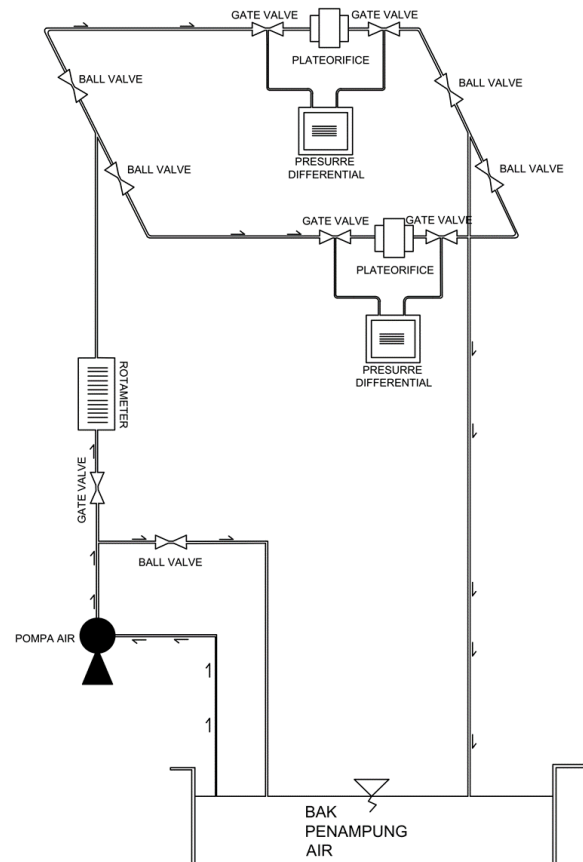 GATE VALVE
GATE VALVE
PLATEORIFICE
BALL VALVE
BALL VALVE
PRESURRE
DIFFERENTIAL
BALL VALVE
BALL VALVE
GATE VALVE
GATE VALVE
PLATEORIFICE
PRESURRE
DIFFERENTIAL
ROTAMETER
GATE VALVE
BALL VALVE
POMPA AIR
BAK
PENAMPUNG
AIR